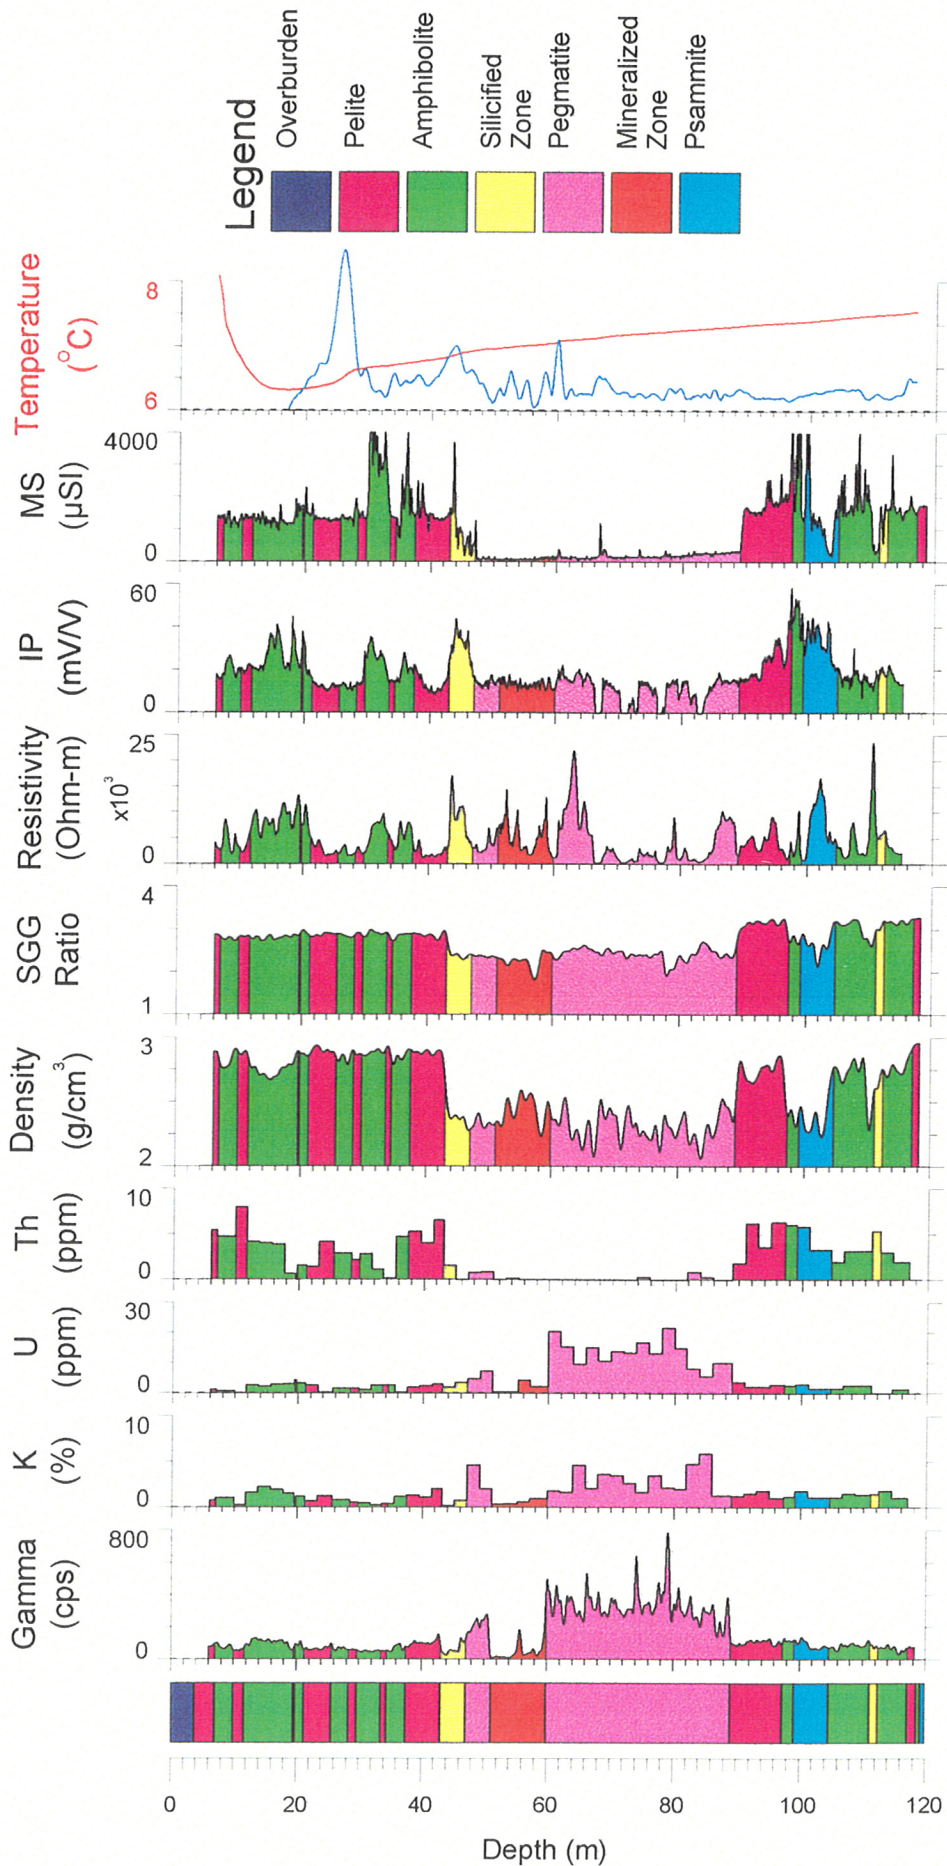 Legend
Overburden
Pelite
Amphibolite
Silicified
Zone
Pegmatite
Mineralized
Zone
Psammite
Temperature
(°C)
8
6
MS
(µSI)
4000
0
IP
(mV/V)
60
0
Resistivity
(Ohm-m)
x10³
25
0
SGG
Ratio
4
1
Density
(g/cm³)
3
2
Th
(ppm)
10
0
U
(ppm)
30
0
K
(%)
10
0
Gamma
(cps)
800
0
0 20 40 60 80 100 120
Depth (m)